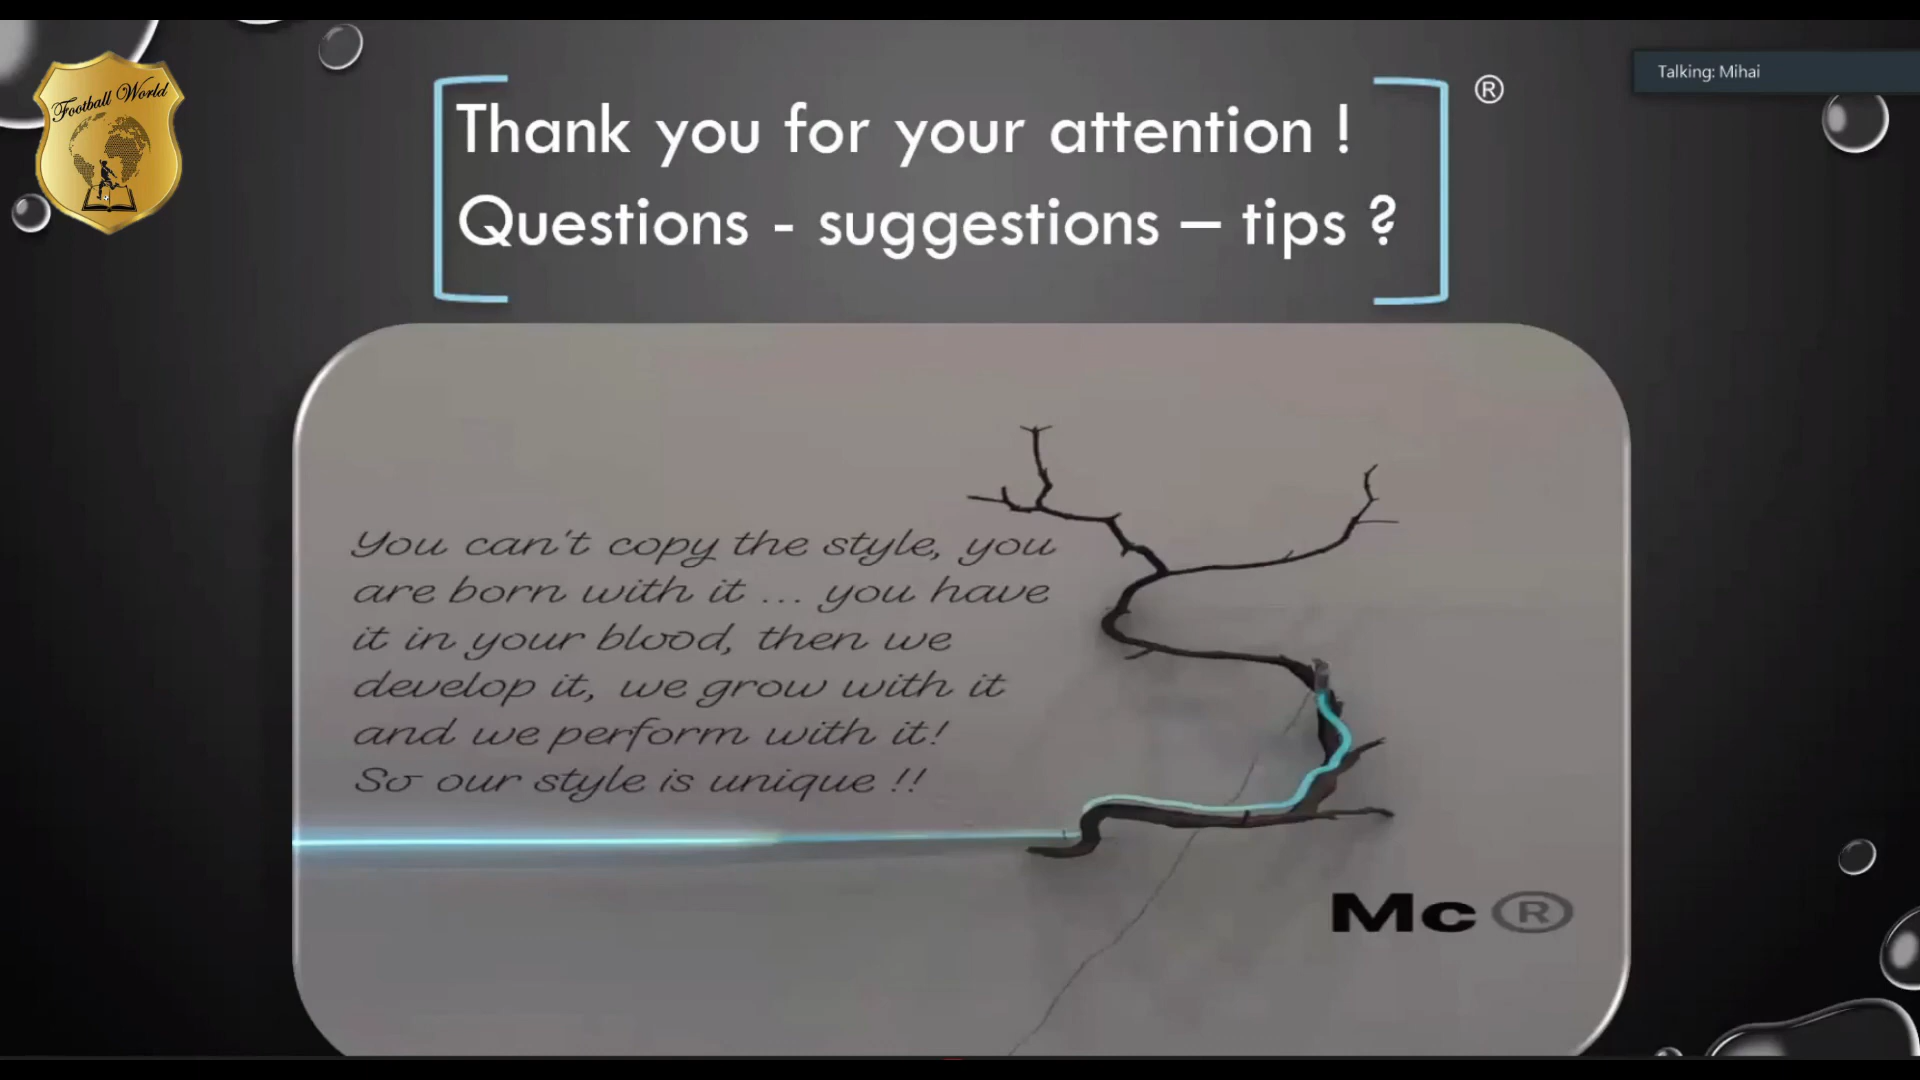 Football World
Talking: Mihai
Thank you for your attention ! ®
Questions - suggestions – tips ?
You can't copy the style, you
are born with it ... you have
it in your blood, then we
develop it, we grow with it
and we perform with it!
So our style is unique !!
Mc ®